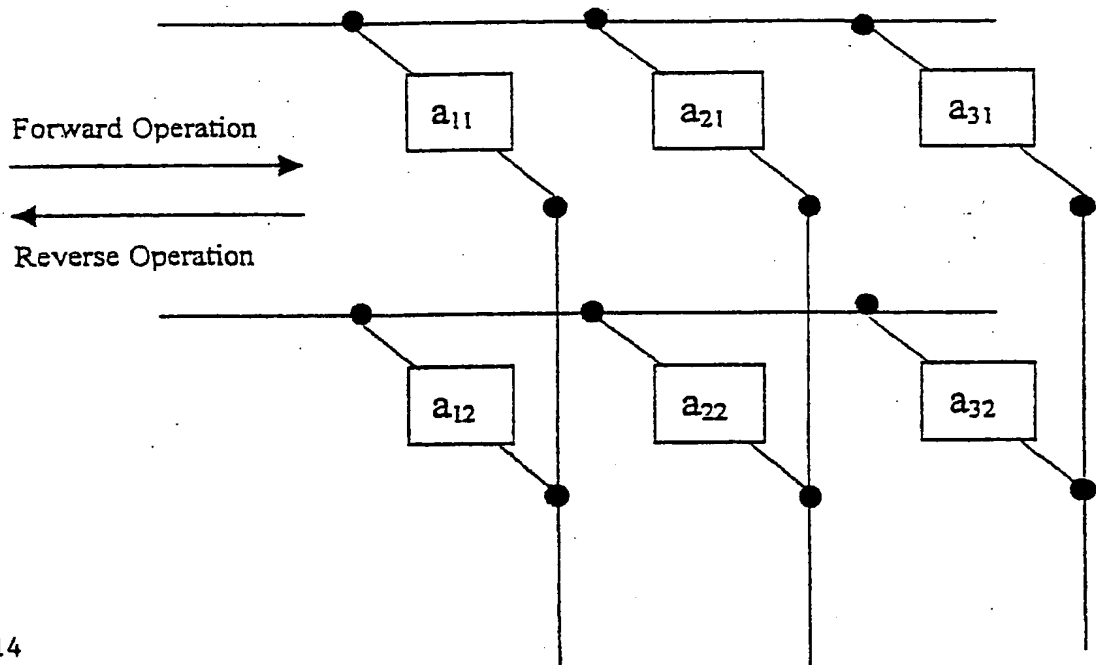 a₁₁ a₂₁ a₃₁
Forward Operation
Reverse Operation
a₁₂ a₂₂ a₃₂
14